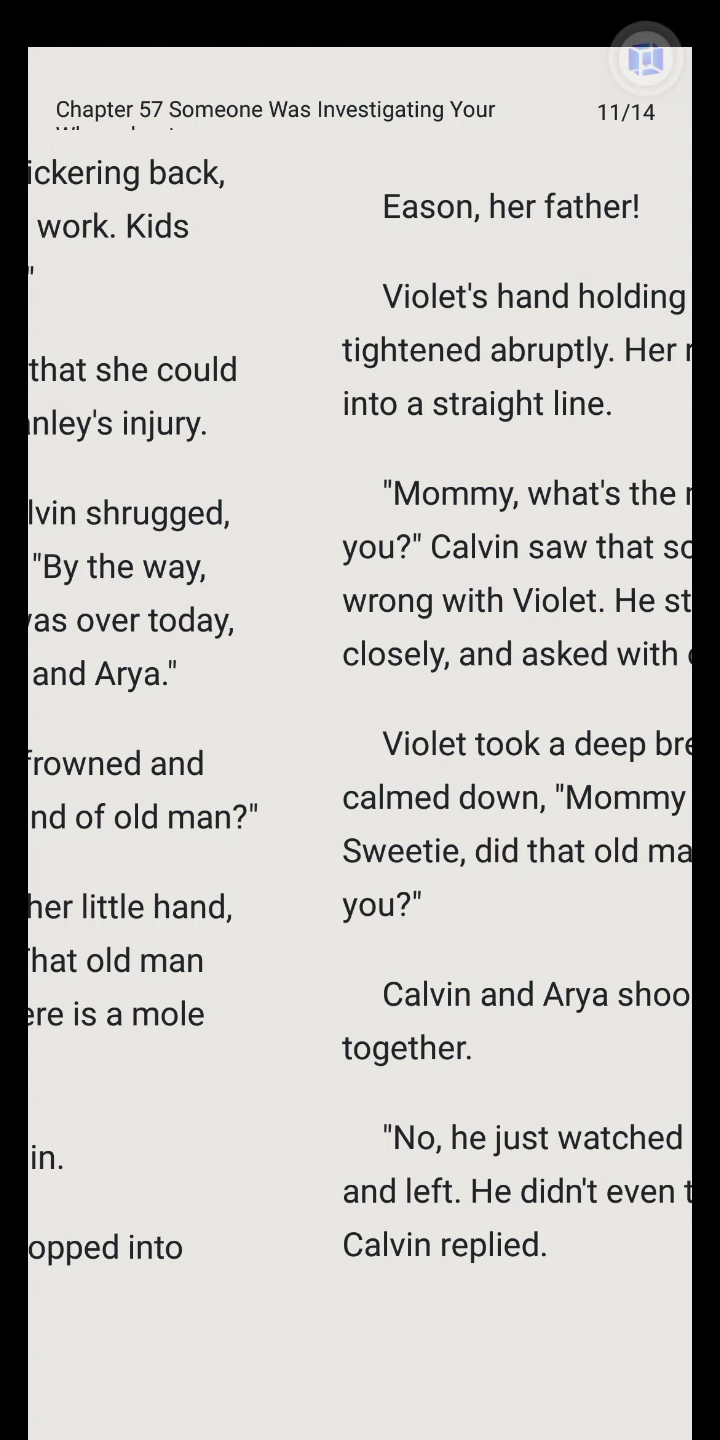 Chapter 57 Someone Was Investigating Your
11/14
ickering back,
work. Kids
"
that she could
nley's injury.
lvin shrugged,
"By the way,
as over today,
and Arya."
frowned and
nd of old man?"
her little hand,
That old man
ere is a mole
in.
opped into
Eason, her father!
Violet's hand holding
tightened abruptly. Her
into a straight line.
"Mommy, what's the
you?" Calvin saw that so
wrong with Violet. He st
closely, and asked with
Violet took a deep bre
calmed down, "Mommy
Sweetie, did that old ma
you?"
Calvin and Arya shoo
together.
"No, he just watched
and left. He didn't even t
Calvin replied.